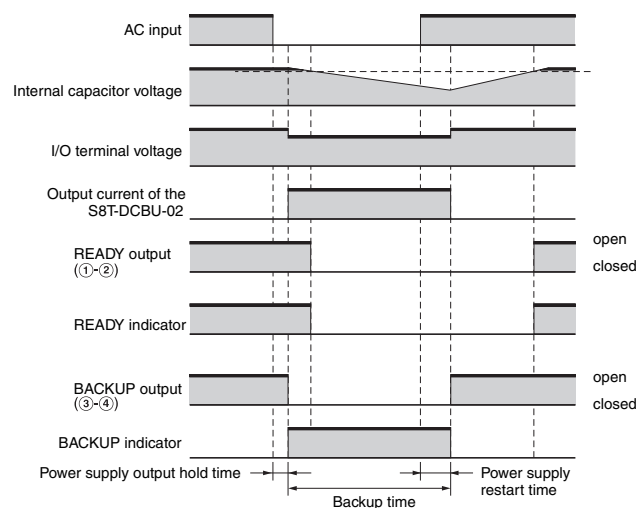 AC input
Internal capacitor voltage
I/O terminal voltage
Output current of the
S8T-DCBU-02
READY output
(①-②)
open
closed
READY indicator
BACKUP output
(③-④)
open
closed
BACKUP indicator
Power supply output hold time
Backup time
Power supply
restart time